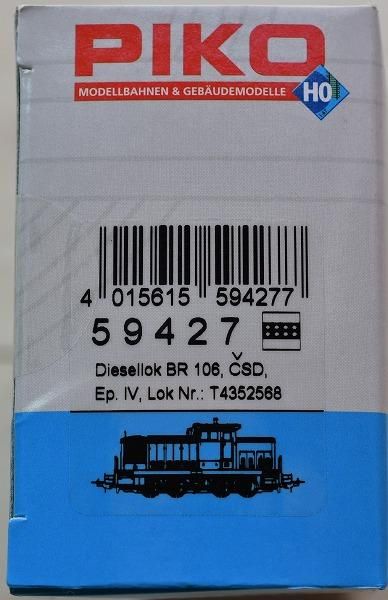 PIKO
MODELLBAHNEN & GEBÄUDEMODELLE
H0
4 015615 594277
59427
Diesellok BR 106, ČSD,
Ep. IV, Lok Nr.: T4352568